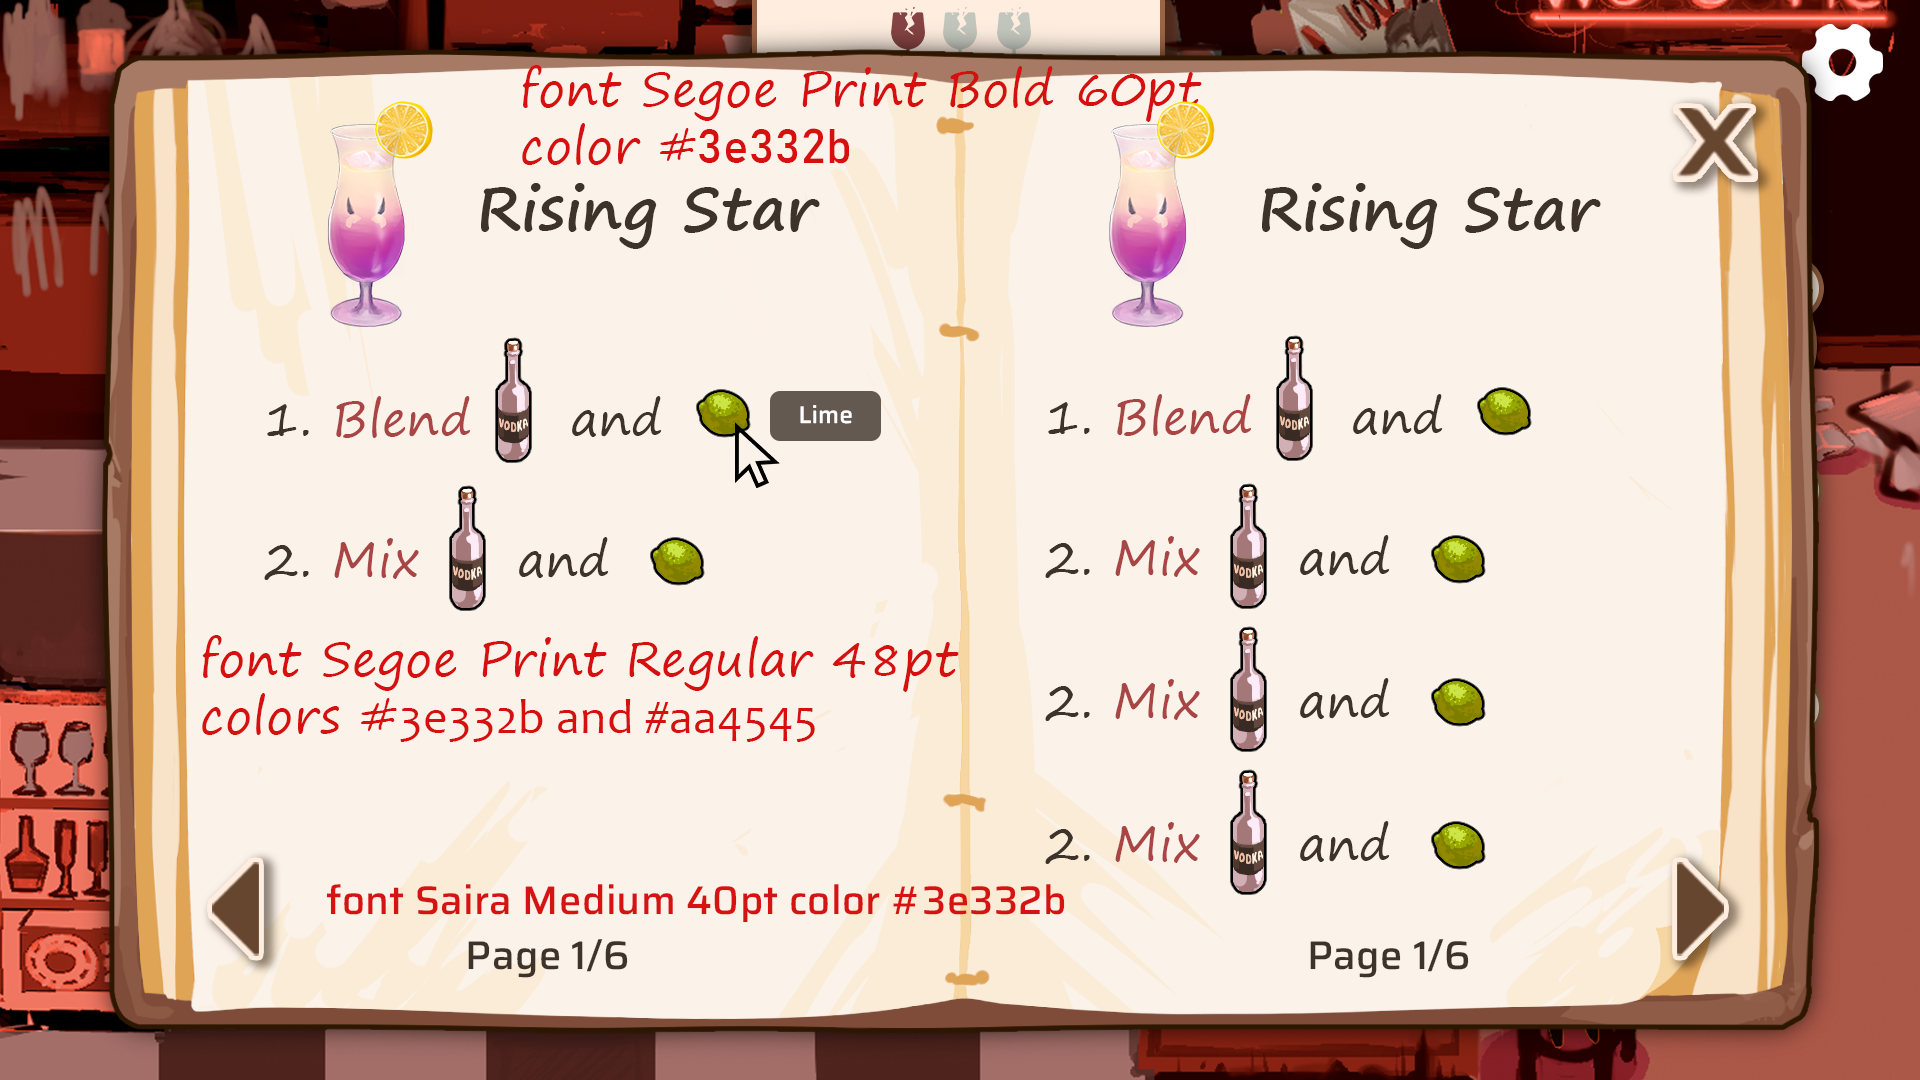 font Segoe Print Bold 60pt
color #3e332b
Rising Star
1. Blend VODKA and
Lime
2. Mix VODKA and
font Segoe Print Regular 48pt
colors #3e332b and #aa4545
font Saira Medium 40pt color #3e332b
Page 1/6
Rising Star
1. Blend VODKA and
2. Mix VODKA and
2. Mix VODKA and
2. Mix VODKA and
Page 1/6